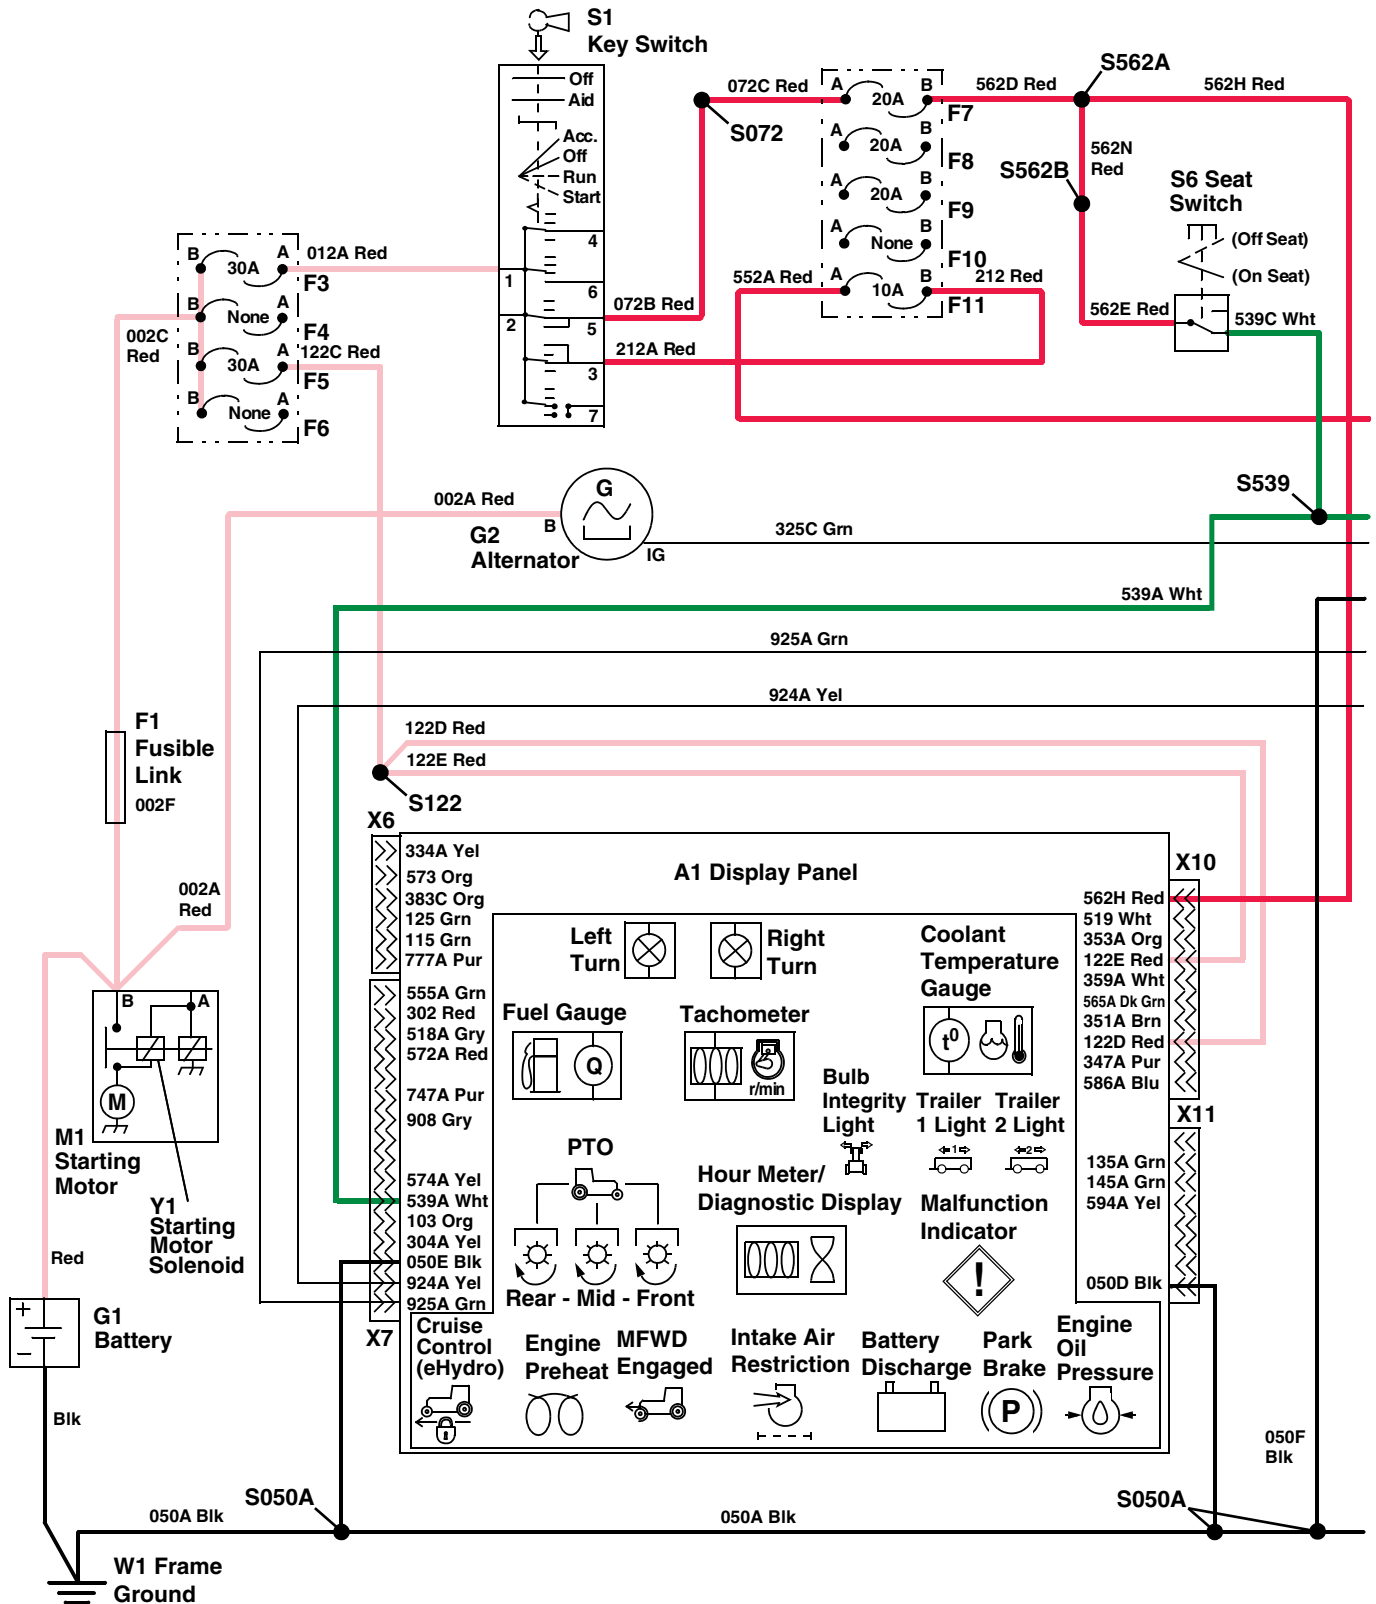 S1
Key Switch
Off
Aid
Acc.
Off
Run
Start
4
1
6
2
5
3
7
072C Red
S072
A 20A B
F7
A 20A B
F8
A 20A B
F9
A None B
F10
A 10A B
F11
562D Red
S562A
562H Red
562N
Red
S562B
S6 Seat
Switch
(Off Seat)
(On Seat)
562E Red
539C Wht
552A Red
212 Red
072B Red
212A Red
012A Red
B 30A A
F3
B None A
F4
B 30A A
F5
B None A
F6
002C
Red
122C Red
002A Red
G
B
G2
Alternator
IG
325C Grn
S539
539A Wht
925A Grn
924A Yel
122D Red
122E Red
S122
F1
Fusible
Link
002F
002A
Red
B A
M
M1
Starting
Motor
Y1
Starting
Motor
Solenoid
Red
+
−
G1
Battery
Blk
X6
334A Yel
573 Org
383C Org
125 Grn
115 Grn
777A Pur
555A Grn
302 Red
518A Gry
572A Red
747A Pur
908 Gry
574A Yel
539A Wht
103 Org
304A Yel
050E Blk
924A Yel
925A Grn
X7
A1 Display Panel
X10
562H Red
519 Wht
353A Org
122E Red
359A Wht
565A Dk Grn
351A Brn
122D Red
347A Pur
586A Blu
X11
135A Grn
145A Grn
594A Yel
050D Blk
Left
Turn
Right
Turn
Coolant
Temperature
Gauge
t0
Fuel Gauge
Q
Tachometer
r/min
Bulb
Integrity
Light
Trailer
1 Light
1
Trailer
2 Light
2
PTO
Rear - Mid - Front
Hour Meter/
Diagnostic Display
Malfunction
Indicator
!
Cruise
Control
(eHydro)
Engine
Preheat
MFWD
Engaged
Intake Air
Restriction
Battery
Discharge
Park
Brake
P
Engine
Oil
Pressure
050F
Blk
S050A
050A Blk
050A Blk
S050A
W1 Frame
Ground